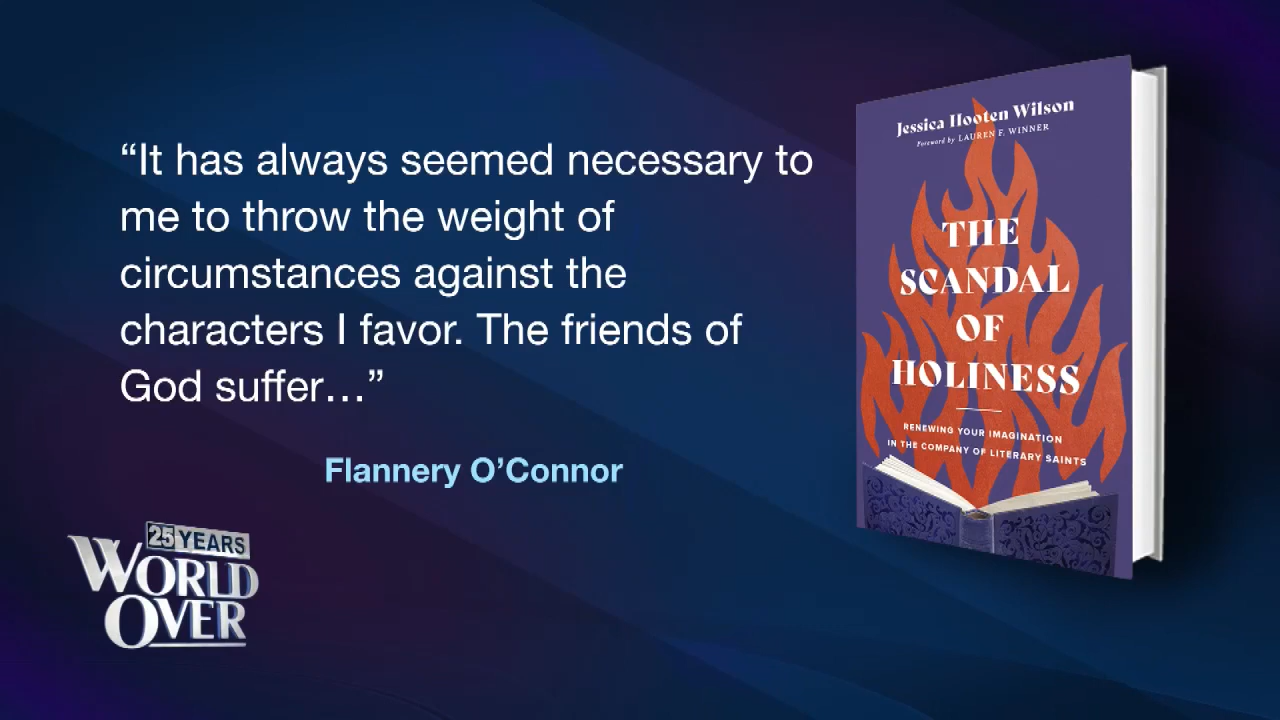 “It has always seemed necessary to
me to throw the weight of
circumstances against the
characters I favor. The friends of
God suffer…”
Flannery O’Connor
25 YEARS
WORLD
OVER
Jessica Hooten Wilson
Foreword by LAUREN F. WINNER
THE
SCANDAL
OF
HOLINESS
RENEWING YOUR IMAGINATION
IN THE COMPANY OF LITERARY SAINTS